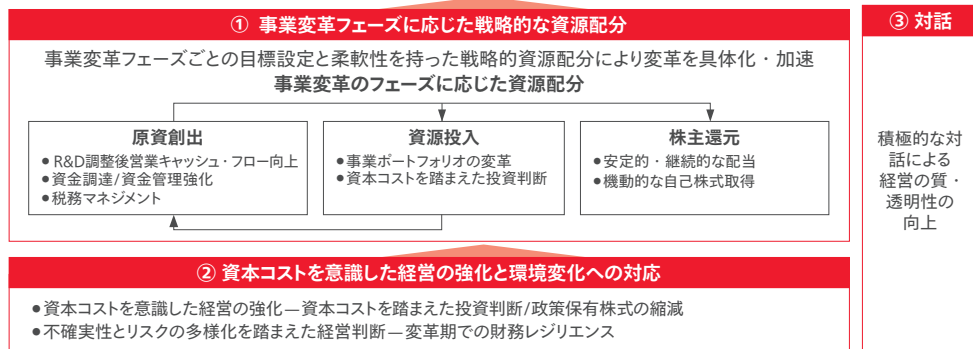 ① 事業変革フェーズに応じた戦略的な資源配分
事業変革フェーズごとの目標設定と柔軟性を持った戦略的資源配分により変革を具体化・加速
事業変革のフェーズに応じた資源配分
原資創出
●R&D調整後営業キャッシュ・フロー向上
●資金調達/資金管理強化
●税務マネジメント
資源投入
●事業ポートフォリオの変革
●資本コストを踏まえた投資判断
株主還元
●安定的・継続的な配当
●機動的な自己株式取得
② 資本コストを意識した経営の強化と環境変化への対応
●資本コストを意識した経営の強化―資本コストを踏まえた投資判断/政策保有株式の縮減
●不確実性とリスクの多様化を踏まえた経営判断―変革期での財務レジリエンス
③ 対話
積極的な対
話による
経営の質・
透明性の
向上